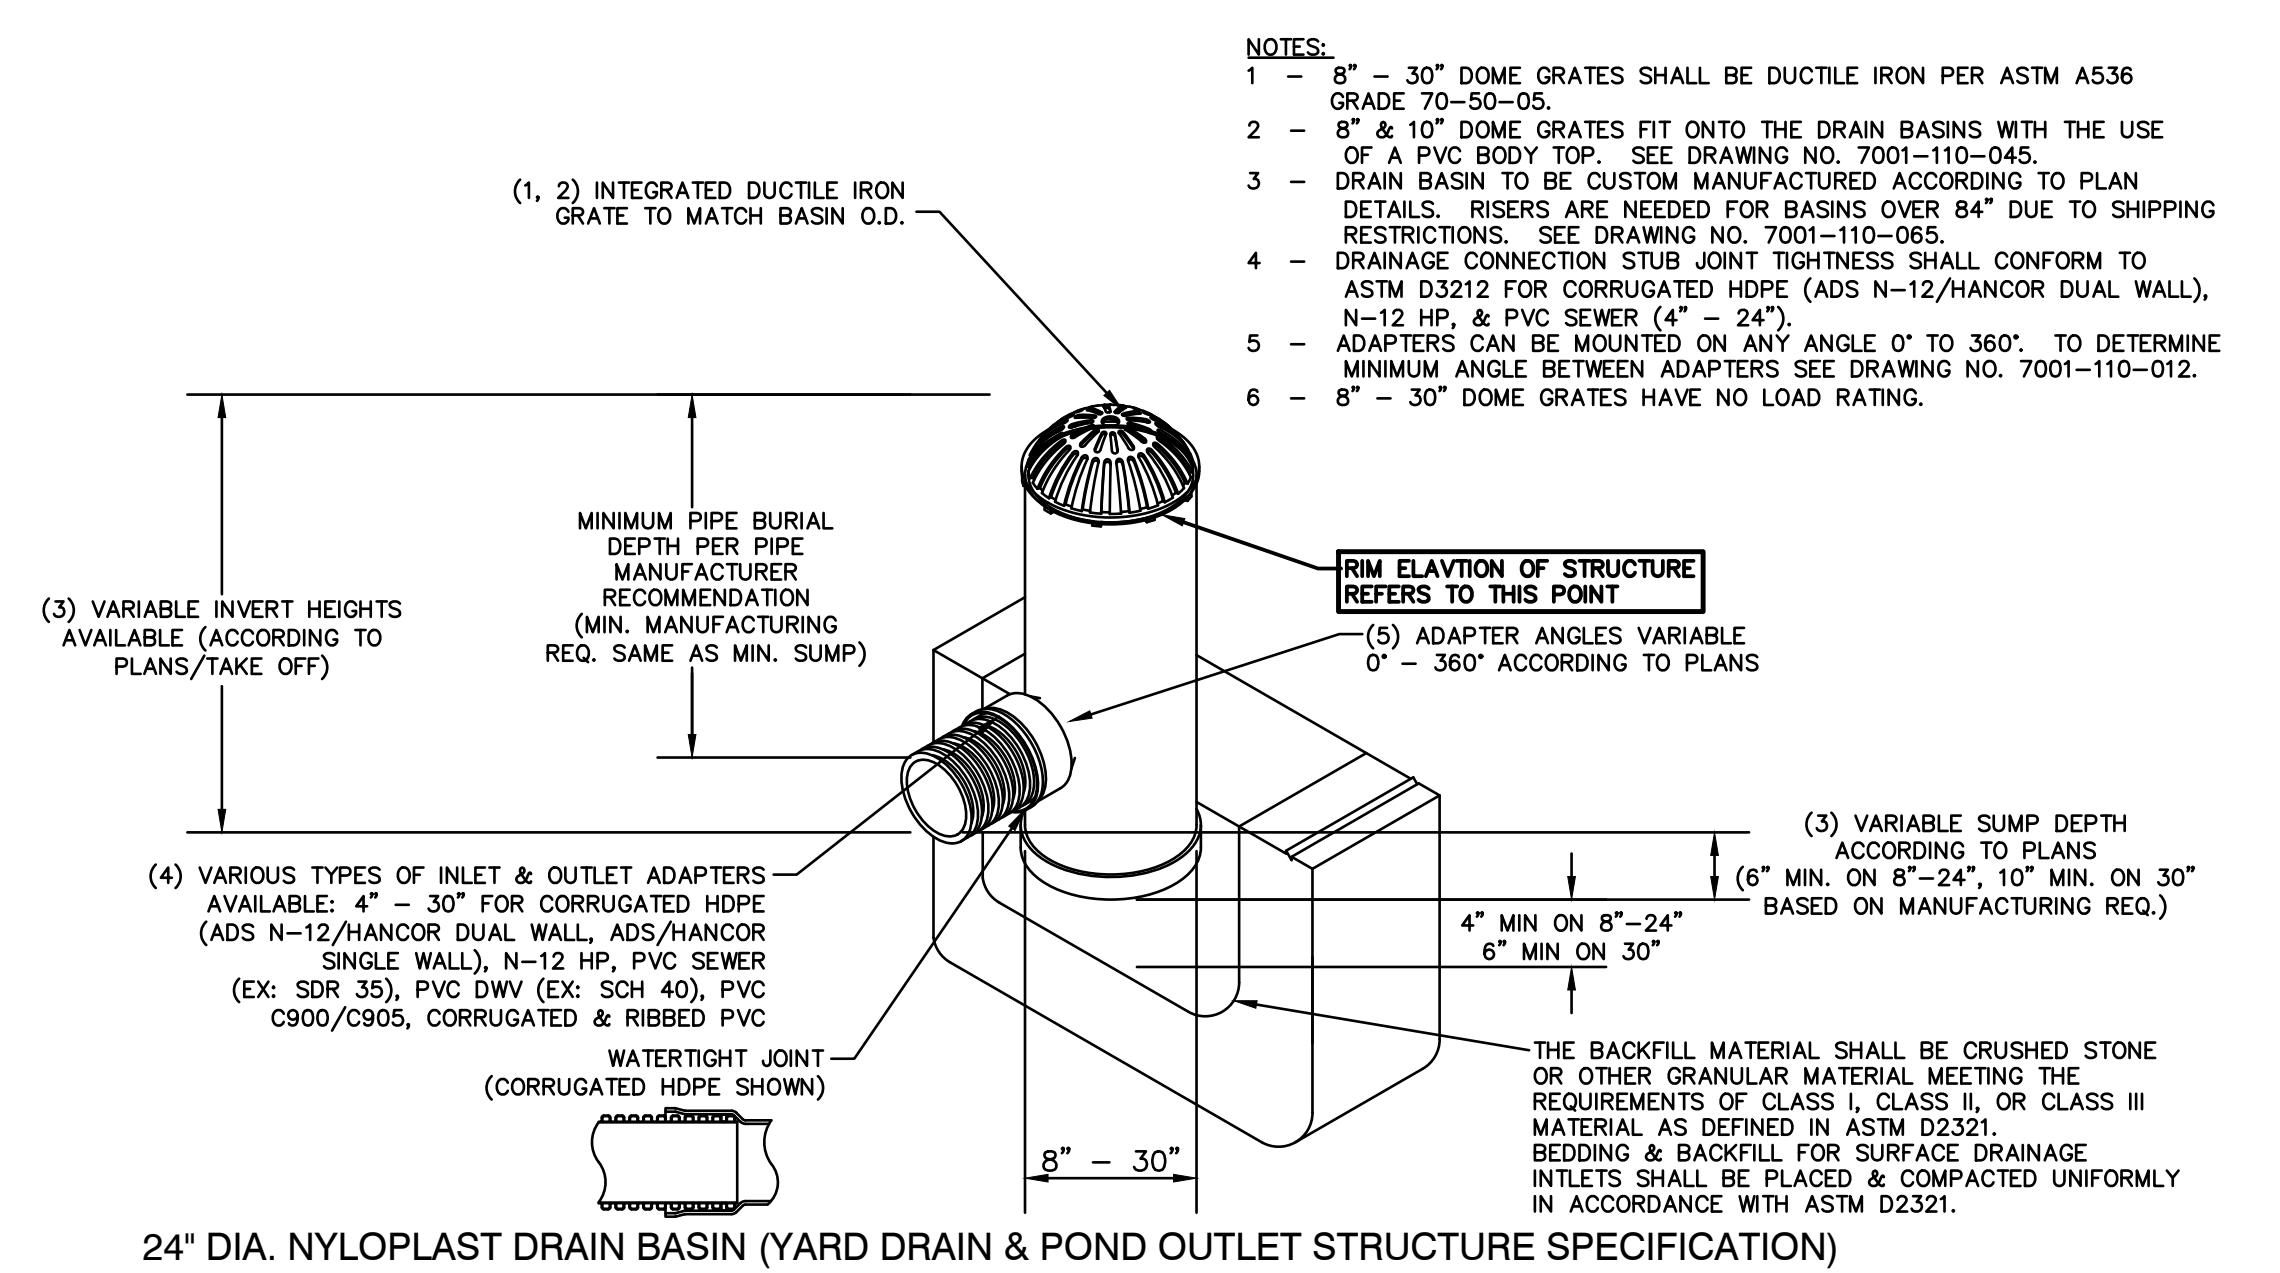 NOTES:
1 – 8" – 30" DOME GRATES SHALL BE DUCTILE IRON PER ASTM A536
GRADE 70–50–05.
2 – 8" & 10" DOME GRATES FIT ONTO THE DRAIN BASINS WITH THE USE
OF A PVC BODY TOP. SEE DRAWING NO. 7001–110–045.
3 – DRAIN BASIN TO BE CUSTOM MANUFACTURED ACCORDING TO PLAN
DETAILS. RISERS ARE NEEDED FOR BASINS OVER 84" DUE TO SHIPPING
RESTRICTIONS. SEE DRAWING NO. 7001–110–065.
4 – DRAINAGE CONNECTION STUB JOINT TIGHTNESS SHALL CONFORM TO
ASTM D3212 FOR CORRUGATED HDPE (ADS N–12/HANCOR DUAL WALL),
N–12 HP, & PVC SEWER (4" – 24").
5 – ADAPTERS CAN BE MOUNTED ON ANY ANGLE 0° TO 360°. TO DETERMINE
MINIMUM ANGLE BETWEEN ADAPTERS SEE DRAWING NO. 7001–110–012.
6 – 8" – 30" DOME GRATES HAVE NO LOAD RATING.
(1, 2) INTEGRATED DUCTILE IRON
GRATE TO MATCH BASIN O.D.
MINIMUM PIPE BURIAL
DEPTH PER PIPE
MANUFACTURER
RECOMMENDATION
(MIN. MANUFACTURING
REQ. SAME AS MIN. SUMP)
(3) VARIABLE INVERT HEIGHTS
AVAILABLE (ACCORDING TO
PLANS/TAKE OFF)
RIM ELAVTION OF STRUCTURE
REFERS TO THIS POINT
(5) ADAPTER ANGLES VARIABLE
0° – 360° ACCORDING TO PLANS
(3) VARIABLE SUMP DEPTH
ACCORDING TO PLANS
(6" MIN. ON 8"–24", 10" MIN. ON 30"
BASED ON MANUFACTURING REQ.)
4" MIN ON 8"–24"
6" MIN ON 30"
(4) VARIOUS TYPES OF INLET & OUTLET ADAPTERS
AVAILABLE: 4" – 30" FOR CORRUGATED HDPE
(ADS N–12/HANCOR DUAL WALL, ADS/HANCOR
SINGLE WALL), N–12 HP, PVC SEWER
(EX: SDR 35), PVC DWV (EX: SCH 40), PVC
C900/C905, CORRUGATED & RIBBED PVC
WATERTIGHT JOINT
(CORRUGATED HDPE SHOWN)
THE BACKFILL MATERIAL SHALL BE CRUSHED STONE
OR OTHER GRANULAR MATERIAL MEETING THE
REQUIREMENTS OF CLASS I, CLASS II, OR CLASS III
MATERIAL AS DEFINED IN ASTM D2321.
BEDDING & BACKFILL FOR SURFACE DRAINAGE
INTLETS SHALL BE PLACED & COMPACTED UNIFORMLY
IN ACCORDANCE WITH ASTM D2321.
8" – 30"
24" DIA. NYLOPLAST DRAIN BASIN (YARD DRAIN & POND OUTLET STRUCTURE SPECIFICATION)